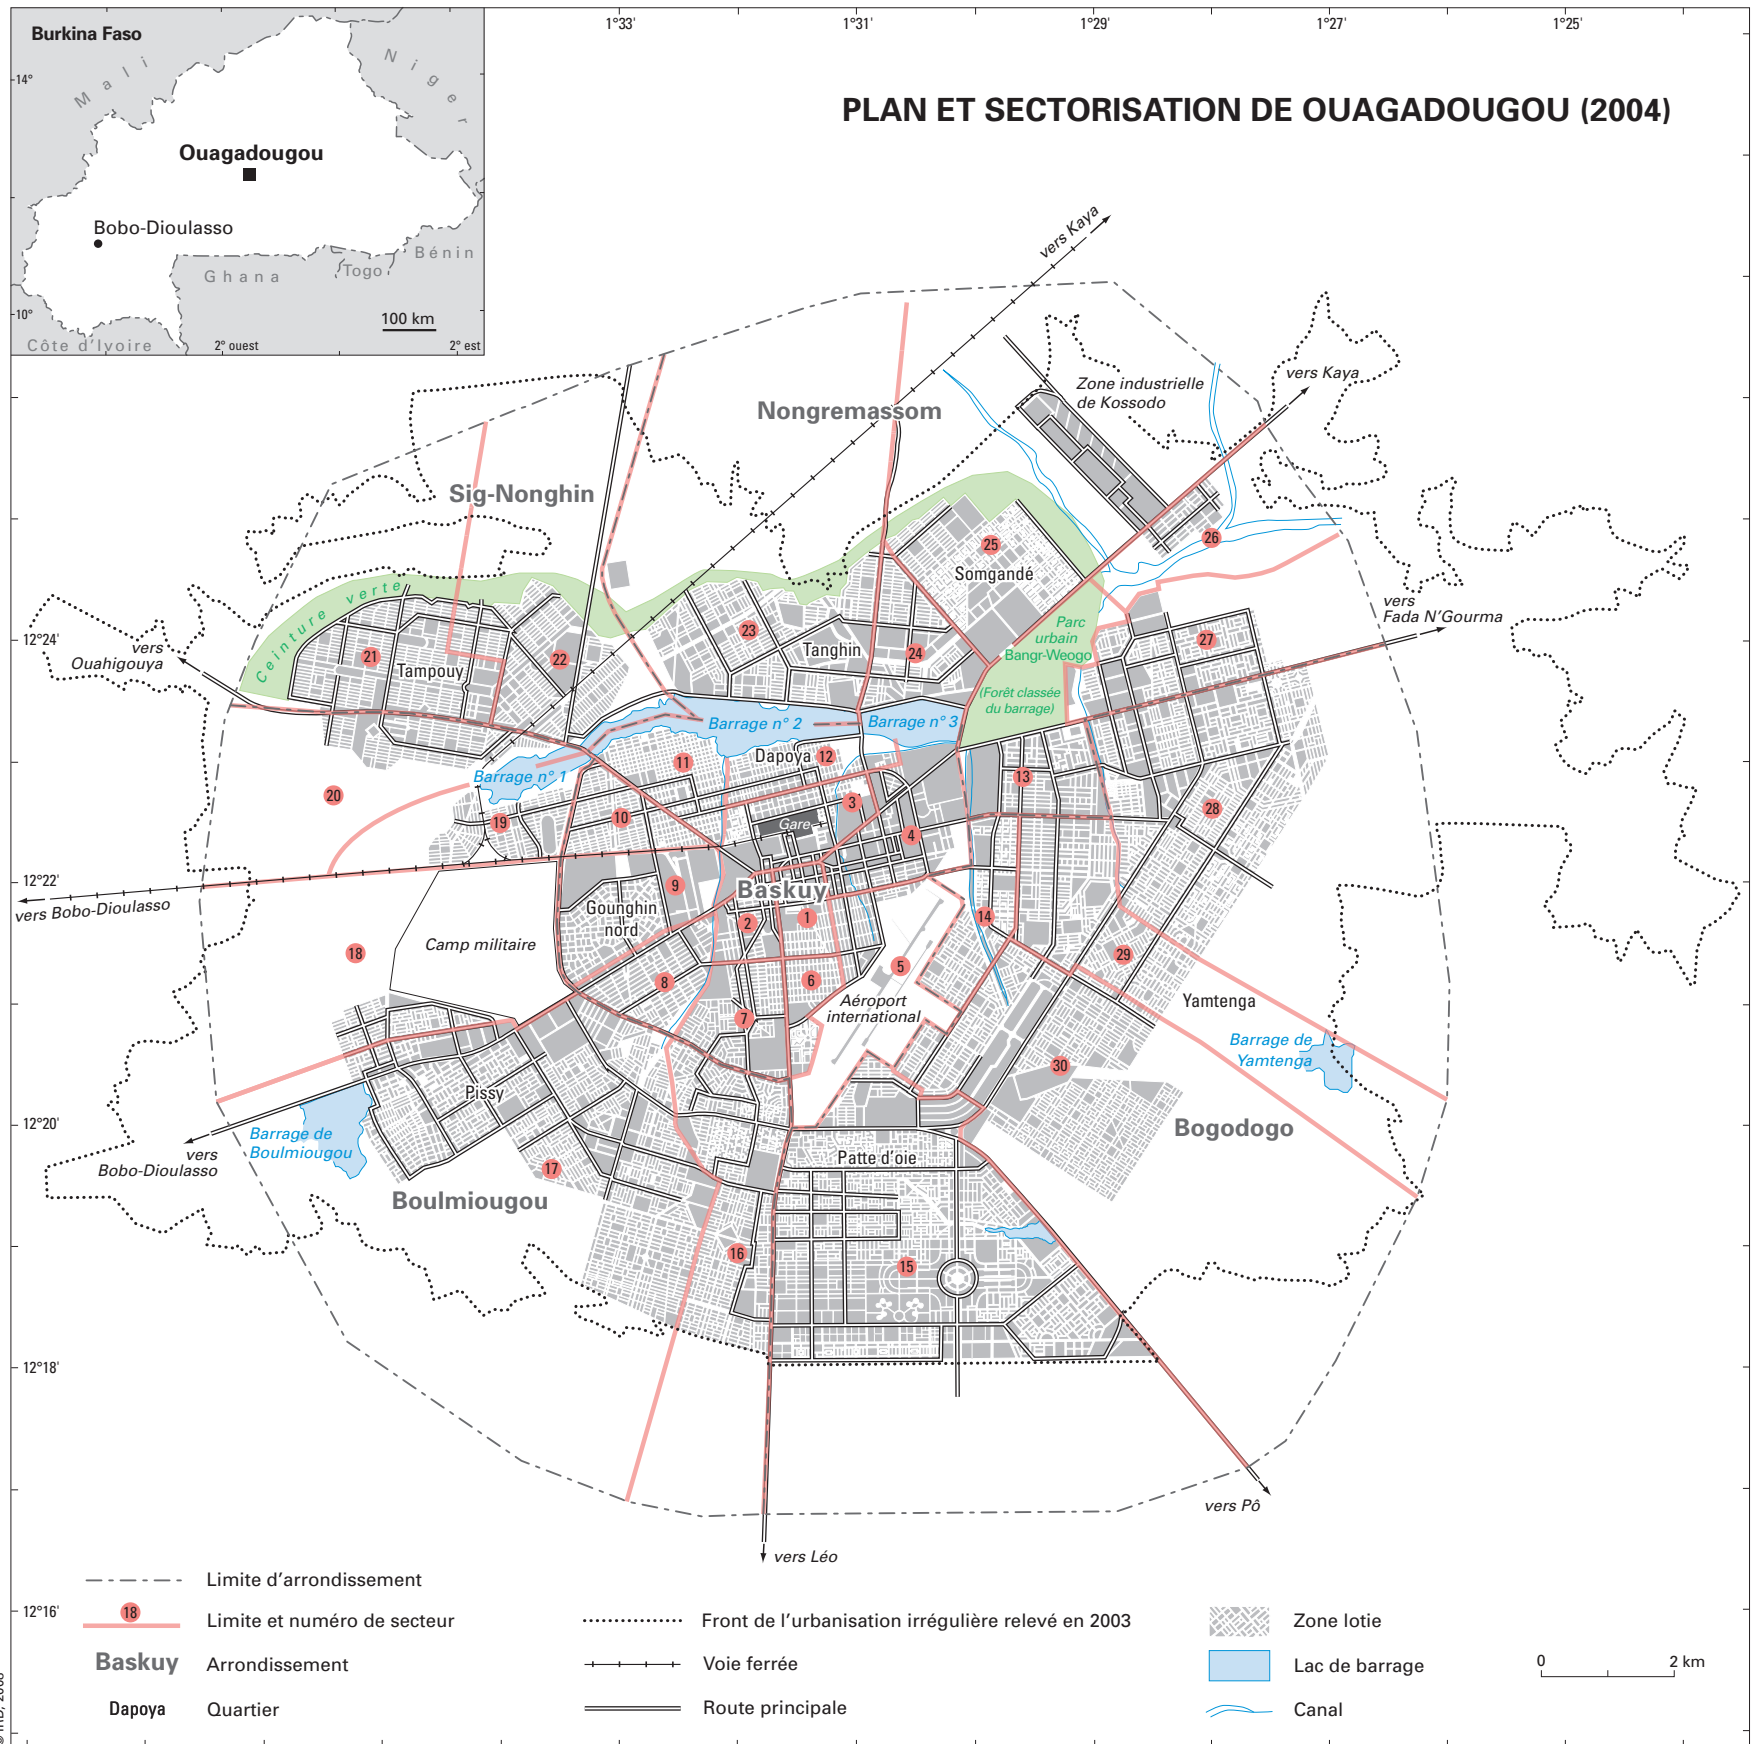 1°33'
1°31'
1°29'
1°27'
1°25'
Burkina Faso
14°
Mali
Niger
Ouagadougou
Bobo-Dioulasso
Bénin
Togo
Ghana
10°
100 km
Côte d'Ivoire
2° ouest
2° est
PLAN ET SECTORISATION DE OUAGADOUGOU (2004)
vers Kaya
Zone industrielle
de Kossodo
vers Kaya
Nongremassom
Sig-Nonghin
26
25
Somgandé
Ceinture verte
vers
Fada N'Gourma
12°24'
vers
Ouahigouya
Parc
urbain
Bangr-Weogo
(Forêt classée
du barrage)
21
Tampouy
22
23
Tanghin
24
27
Barrage n° 2
Barrage n° 3
Barrage n° 1
11
Dapoya
12
13
20
19
10
3
28
Gare
4
12°22'
vers Bobo-Dioulasso
9
Baskuy
Gounghin
nord
2
1
14
18
Camp militaire
29
5
8
6
Aéroport
international
7
Yamtenga
Barrage de
Yamtenga
30
Pissy
12°20'
Barrage de
Boulmiougou
vers
Bobo-Dioulasso
Bogodogo
Patte d'oie
17
Boulmiougou
16
15
12°18'
vers Pô
vers Léo
12°16'
Limite d'arrondissement
18
Limite et numéro de secteur
Baskuy
Arrondissement
Dapoya
Quartier
Front de l'urbanisation irrégulière relevé en 2003
Voie ferrée
Route principale
Zone lotie
Lac de barrage
Canal
0
2 km